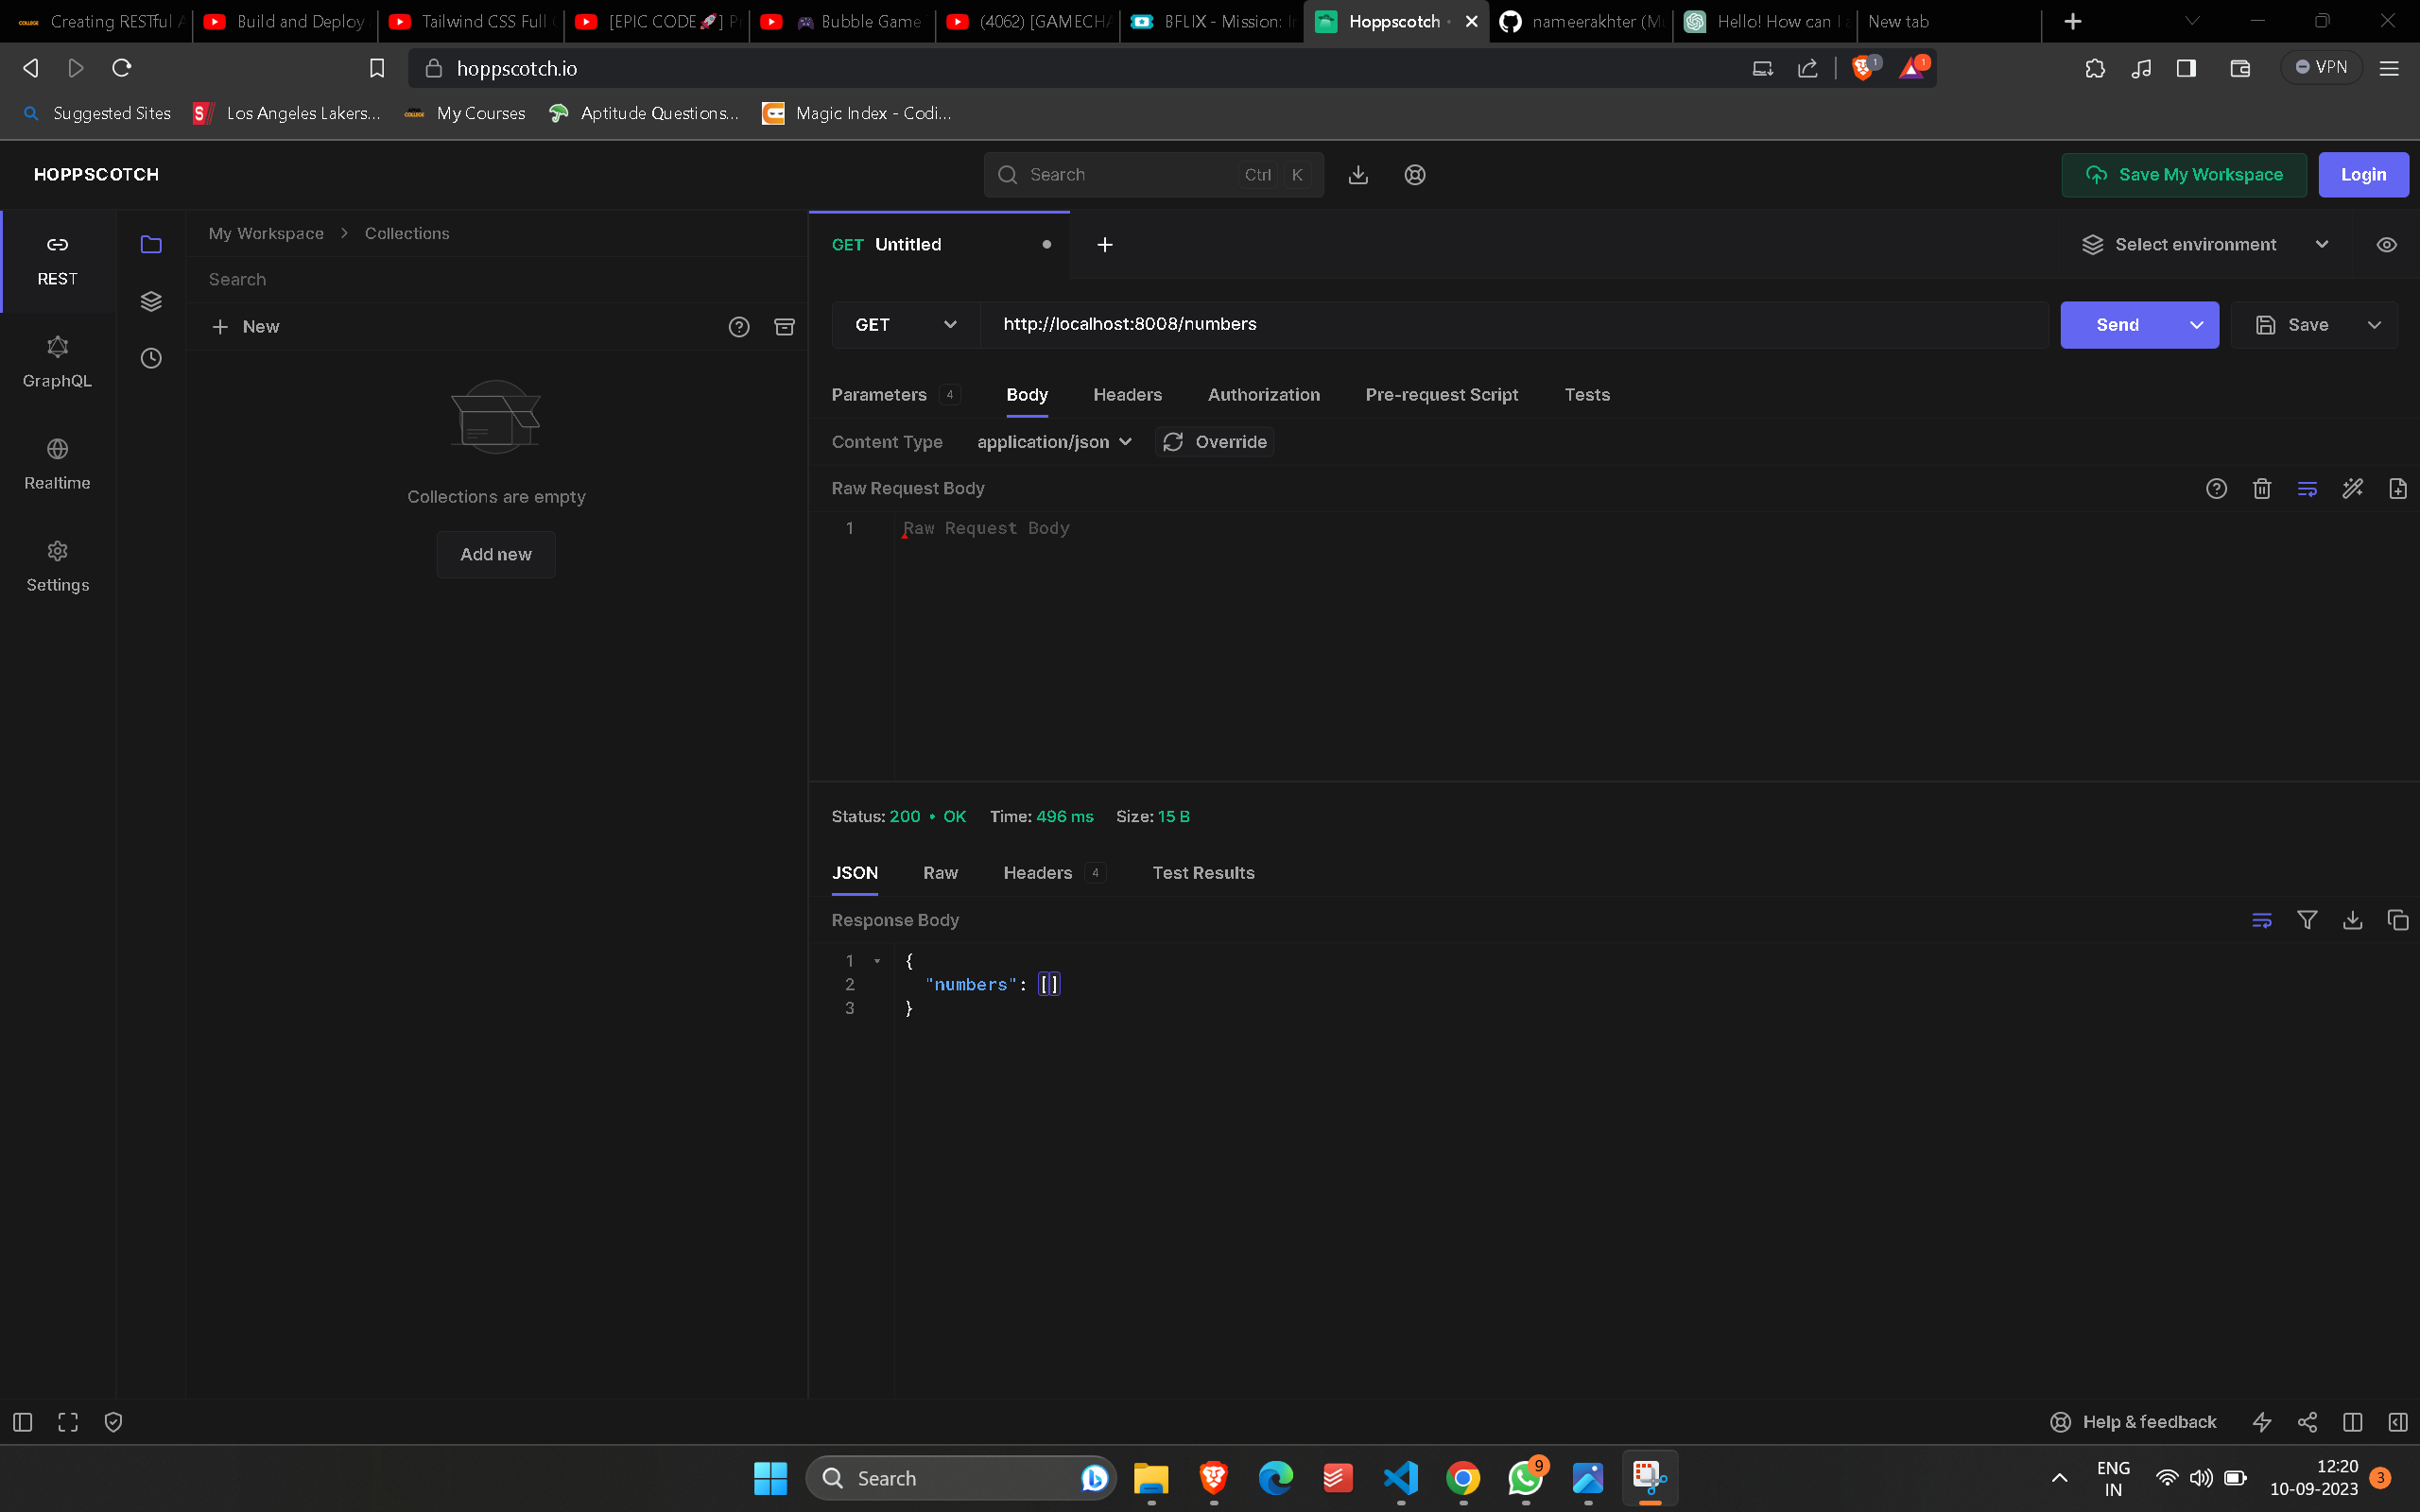 Creating RESTful A
Build and Deploy
Tailwind CSS Full C
[EPIC CODE🚀] P
🎮 Bubble Game
(4062) [GAMECHA
BFLIX - Mission: I
Hoppscotch
nameerakhter (M
Hello! How can I a
New tab
hoppscotch.io
1
1
VPN
Suggested Sites
Los Angeles Lakers...
My Courses
Aptitude Questions...
Magic Index - Codi...
HOPPSCOTCH
Search
Ctrl
K
Save My Workspace
Login
REST
GraphQL
Realtime
Settings
My Workspace > Collections
Search
+ New
Collections are empty
Add new
GET Untitled
Select environment
GET
http://localhost:8008/numbers
Send
Save
Parameters 4
Body
Headers
Authorization
Pre-request Script
Tests
Content Type
application/json
Override
Raw Request Body
1
Raw Request Body
Status: 200 • OK
Time: 496 ms
Size: 15 B
JSON
Raw
Headers 4
Test Results
Response Body
1 {
2 "numbers": []
3 }
Help & feedback
Search
9
ENG
IN
12:20
10-09-2023
3